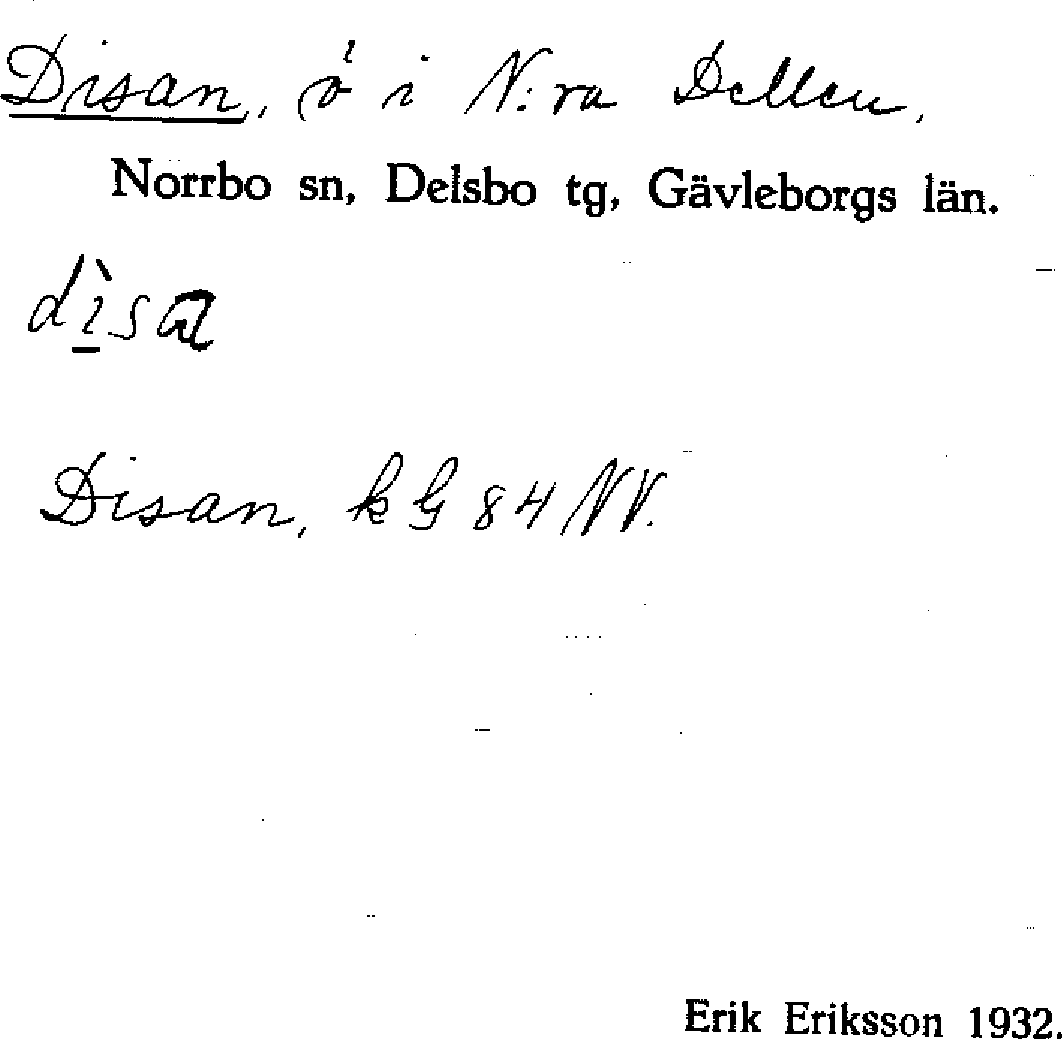 Disan, ö i N:ra Dellen,
Norrbo sn, Delsbo tg, Gävleborgs län.
dìsa
Disan, kG 84 NV.
Erik Eriksson 1932.